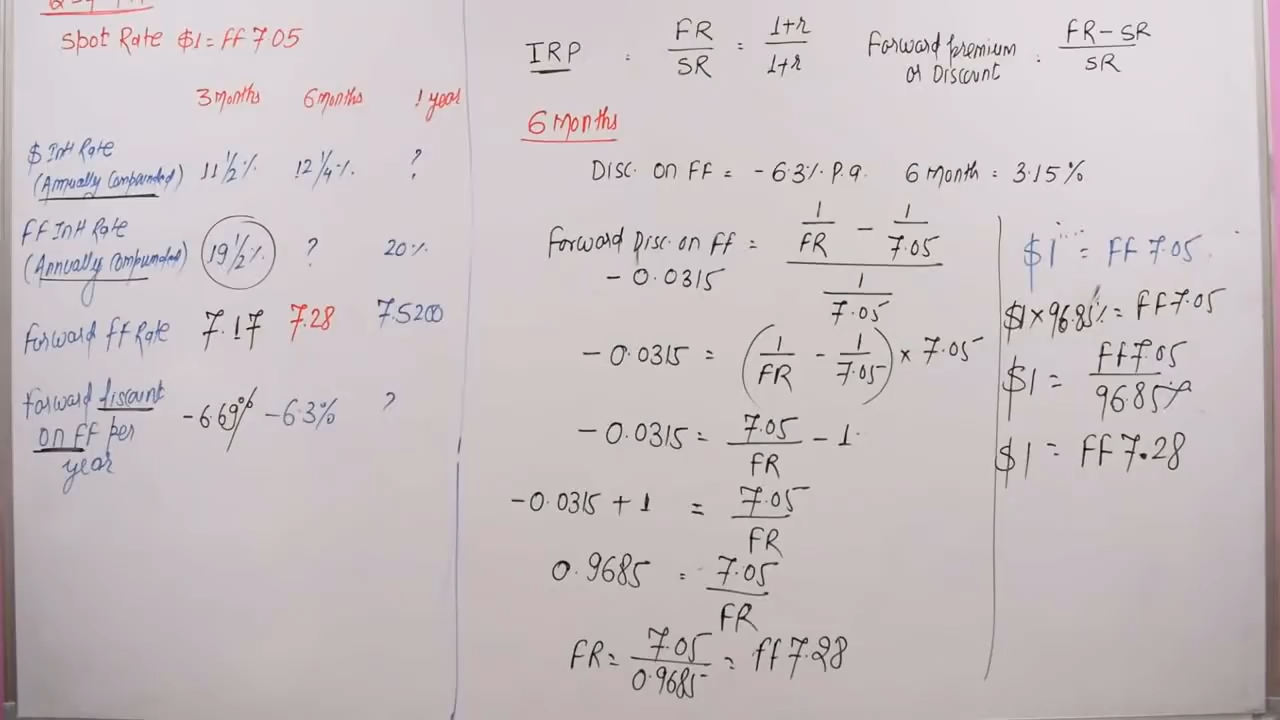 Spot Rate $1 = FF 7.05
3 Months 6 Months 1 year
$ Int Rate
(Annually Compounded) 11 1/2 % 12 1/4 % ?
FF Int Rate
(Annually Compounded) 19 1/2 % ? 20%
Forward FF Rate 7.17 7.28 7.5200
Forward Discount
on FF per
year -6.69% -6.3% ?
IRP : FR/SR = 1+r/1+r
Forward premium
or Discount : FR-SR/SR
6 Months
Disc. on FF = -6.3% P.a. 6 Month = 3.15%
Forward Disc. on FF = (1/FR - 1/7.05) / (1/7.05)
-0.0315
-0.0315 = (1/FR - 1/7.05) × 7.05
-0.0315 = 7.05/FR - 1
-0.0315 + 1 = 7.05/FR
0.9685 = 7.05/FR
FR = 7.05/0.9685 = FF 7.28
$1 = FF 7.05
$1 × 96.85% = FF 7.05
$1 = FF 7.05/96.85%
$1 = FF 7.28